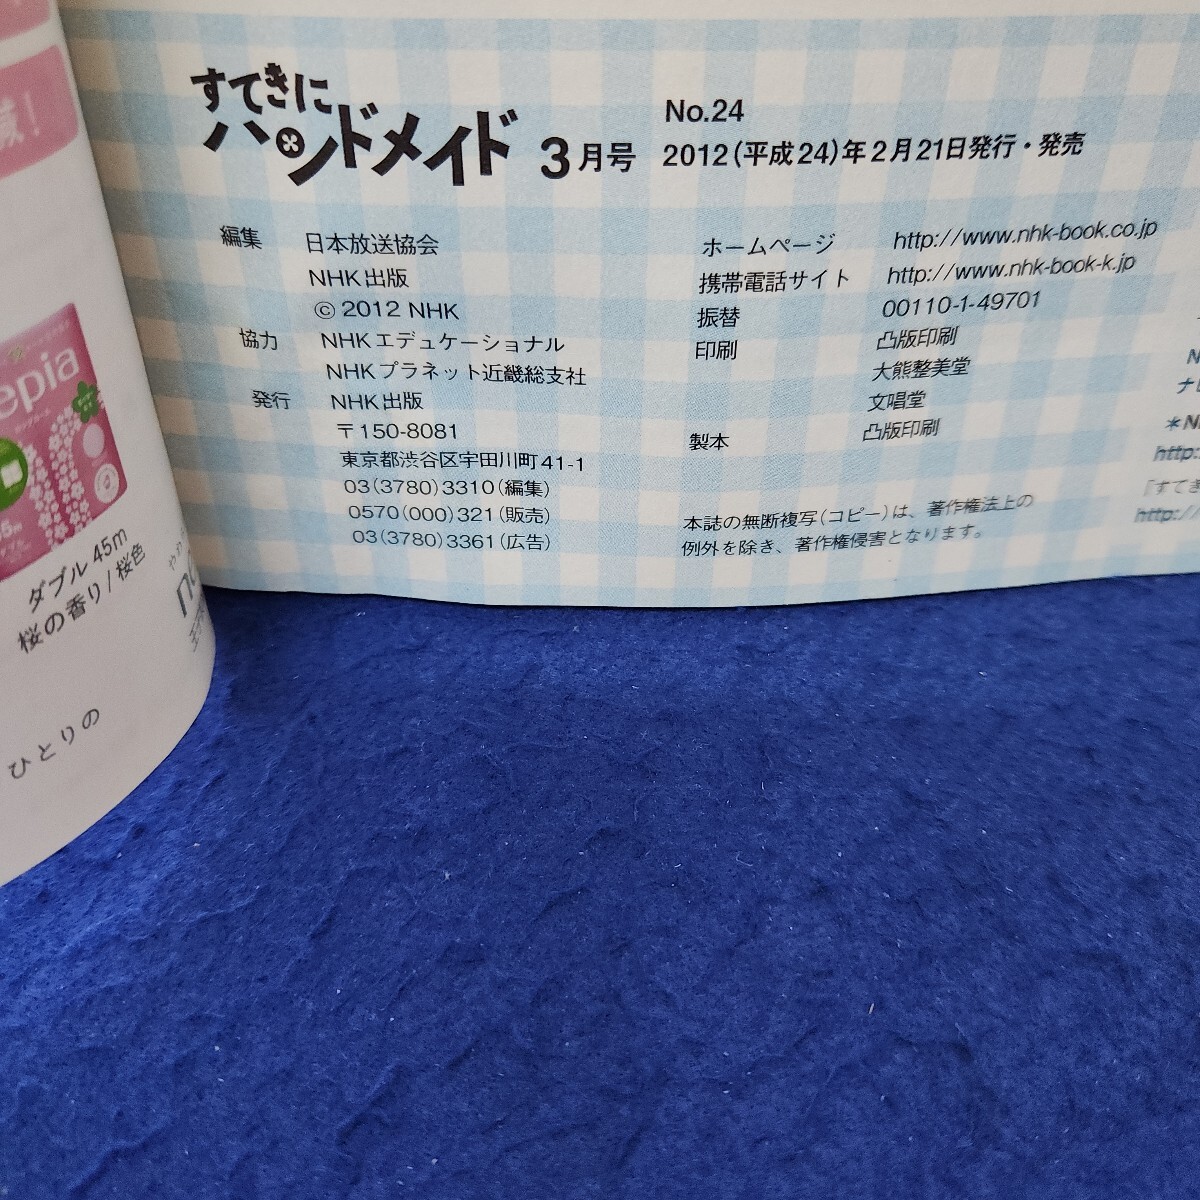 すてきに
ハンドメイド 3月号
No.24
2012(平成24)年2月21日発行・発売
編集 日本放送協会
NHK出版
© 2012 NHK
協力 NHKエデュケーショナル
NHKプラネット近畿総支社
発行 NHK出版
〒150-8081
東京都渋谷区宇田川町41-1
03(3780)3310(編集)
0570(000)321(販売)
03(3780)3361(広告)
ホームページ http://www.nhk-book.co.jp
携帯電話サイト http://www.nhk-book-k.jp
振替 00110-1-49701
印刷 凸版印刷
大熊整美堂
文唱堂
製本 凸版印刷
本誌の無断複写(コピー)は、著作権法上の
例外を除き、著作権侵害となります。
ナビ
*NH
http:
『すてき
http://
epia
ダブル 45m
桜の香り/桜色
ひとりの